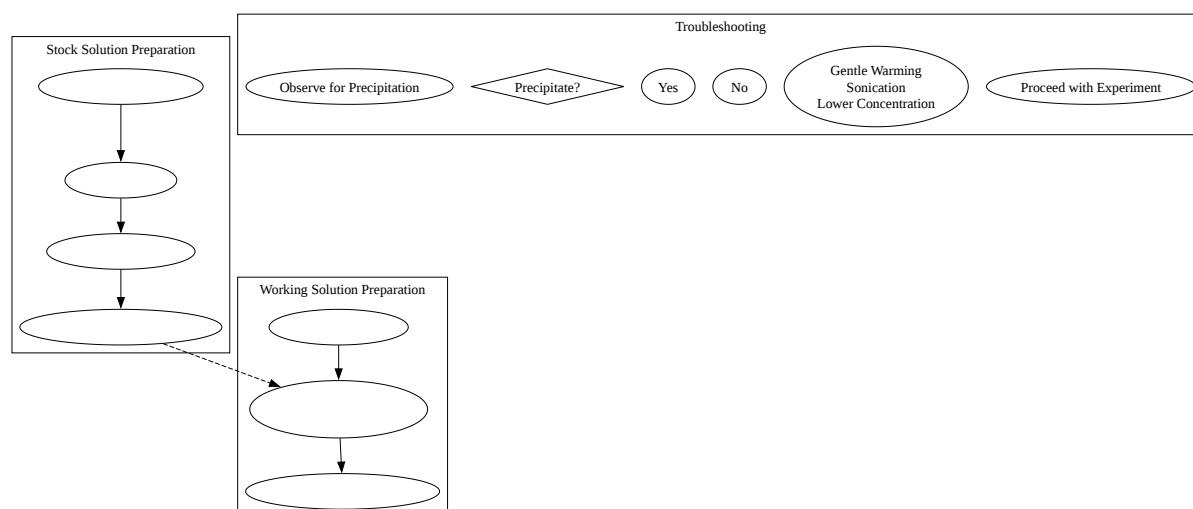 Stock Solution Preparation
Troubleshooting
Observe for Precipitation
Precipitate?
Yes
No
Gentle Warming
Sonication
Lower Concentration
Proceed with Experiment
Working Solution Preparation